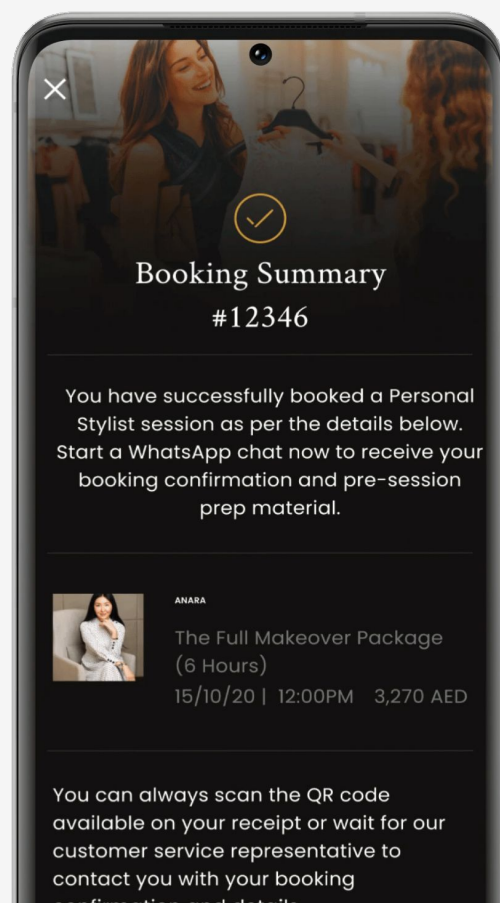 Booking Summary
#12346
You have successfully booked a Personal
Stylist session as per the details below.
Start a WhatsApp chat now to receive your
booking confirmation and pre-session
prep material.
ANARA
The Full Makeover Package
(6 Hours)
15/10/20 | 12:00PM 3,270 AED
You can always scan the QR code
available on your receipt or wait for our
customer service representative to
contact you with your booking